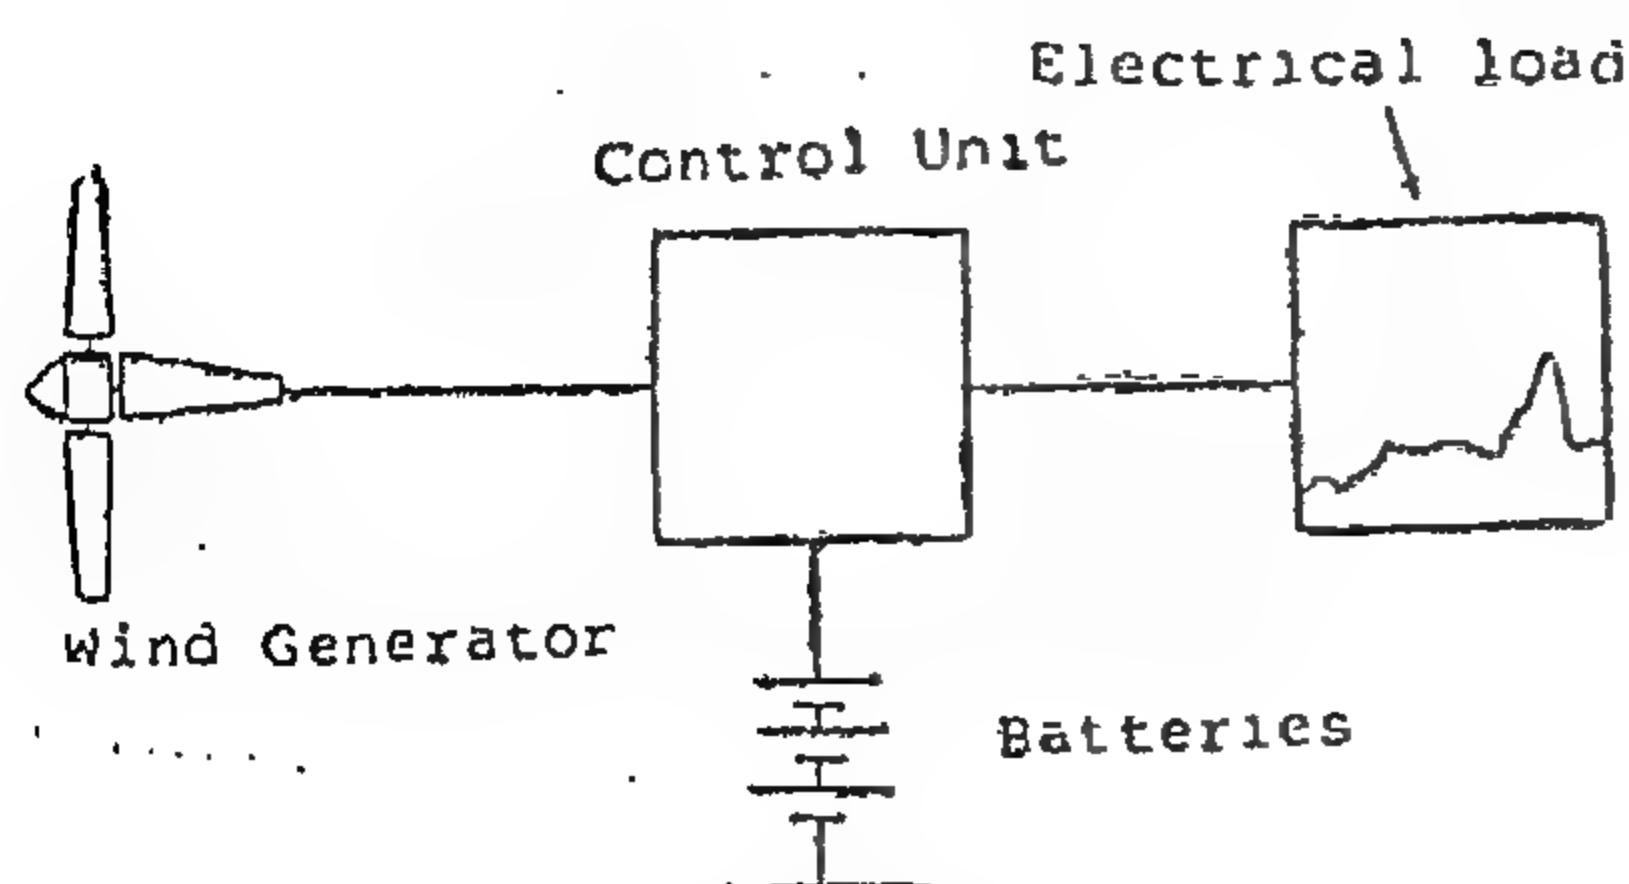 Electrical load
Control Unit
Wind Generator
Batteries